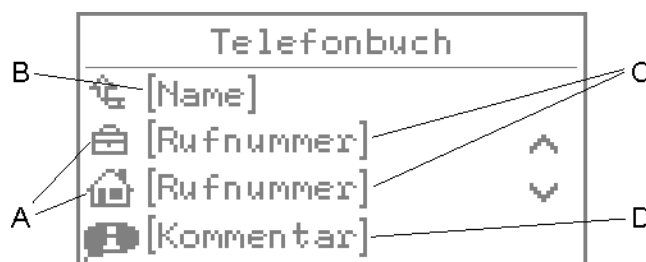 Telefonbuch
B [Name] C
[Rufnummer]
A [Rufnummer]
[Kommentar] D